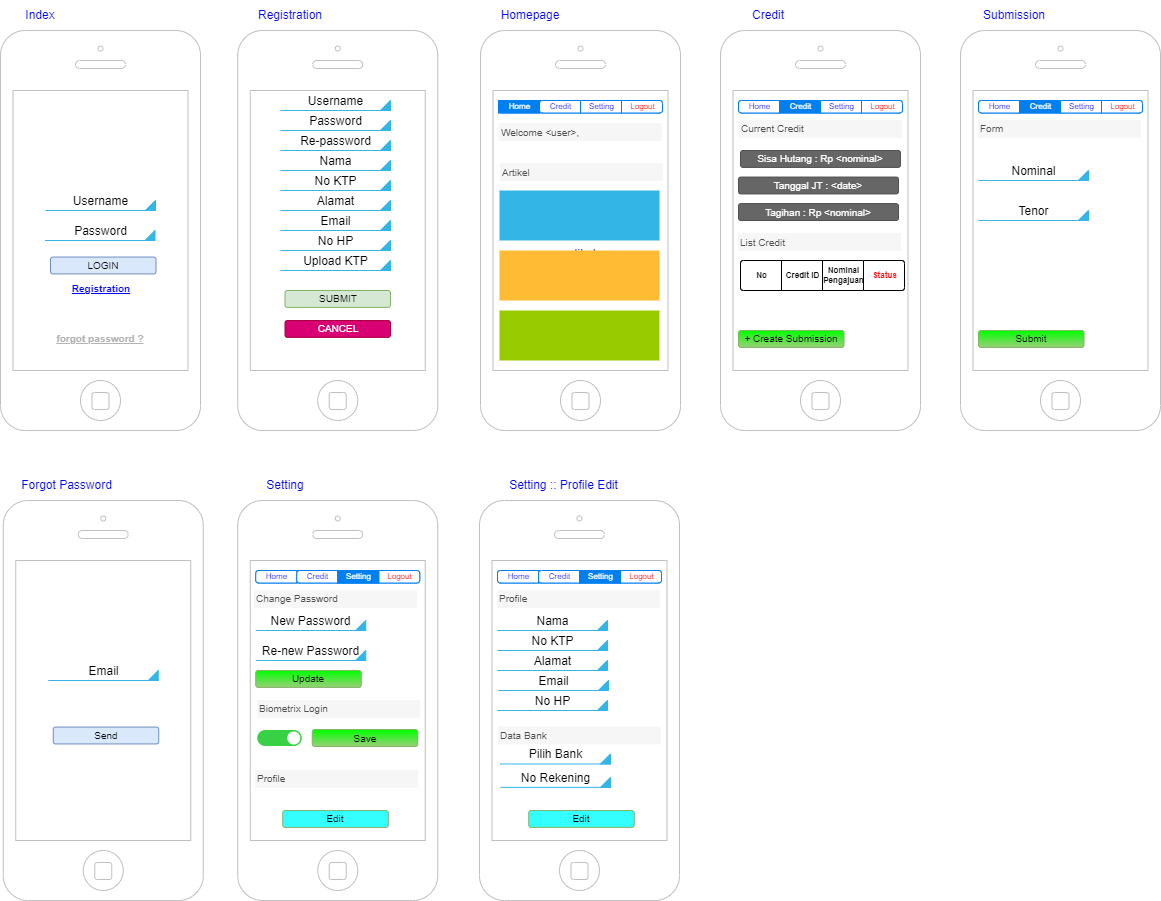 Index
Username
Password
LOGIN
Registration
forgot password ?
Registration
Username
Password
Re-password
Nama
No KTP
Alamat
Email
No HP
Upload KTP
SUBMIT
CANCEL
Homepage
Home Credit Setting Logout
Welcome <user>,
Artikel
Credit
Home Credit Setting Logout
Current Credit
Sisa Hutang : Rp <nominal>
Tanggal JT : <date>
Tagihan : Rp <nominal>
List Credit
No Credit ID Nominal Pengajuan Status
+ Create Submission
Submission
Home Credit Setting Logout
Form
Nominal
Tenor
Submit
Forgot Password
Email
Send
Setting
Home Credit Setting Logout
Change Password
New Password
Re-new Password
Update
Biometrix Login
Save
Profile
Edit
Setting :: Profile Edit
Home Credit Setting Logout
Profile
Nama
No KTP
Alamat
Email
No HP
Data Bank
Pilih Bank
No Rekening
Edit